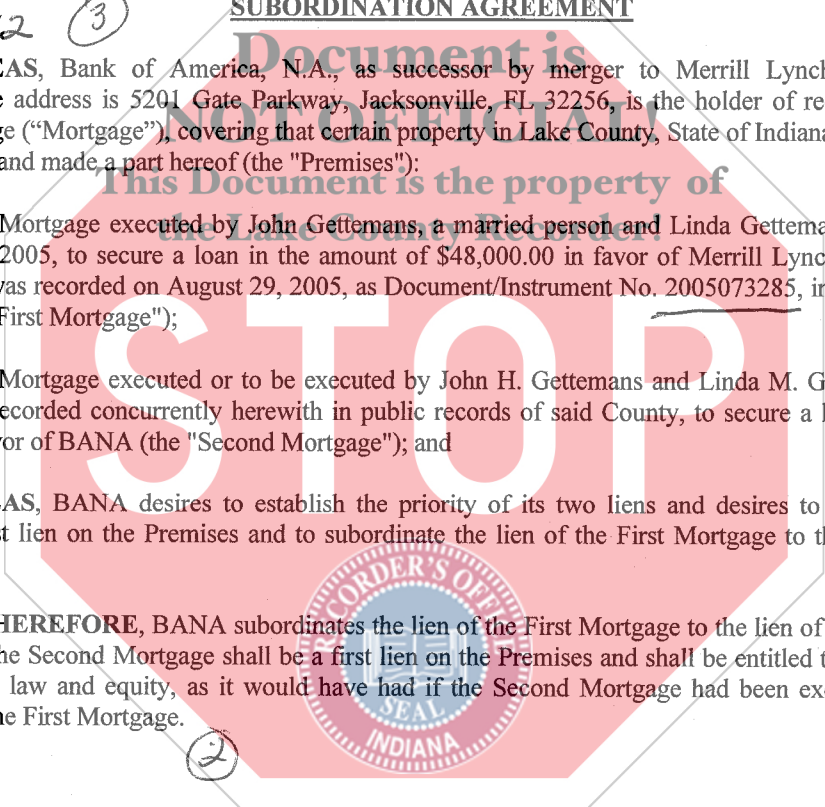 SUBORDINATION AGREEMENT
2 3
EAS, Bank of America, N.A., as successor by merger to Merrill Lynch
e address is 5201 Gate Parkway, Jacksonville, FL 32256, is the holder of re
ge ("Mortgage"), covering that certain property in Lake County, State of Indiana
and made a part hereof (the "Premises"):
Document is
NOT OFFICIAL!
This Document is the property of
the Lake County Recorder!
Mortgage executed by John Gettemans, a married person and Linda Gettema
2005, to secure a loan in the amount of $48,000.00 in favor of Merrill Lync
vas recorded on August 29, 2005, as Document/Instrument No. 2005073285, in
First Mortgage");
STOP
Mortgage executed or to be executed by John H. Gettemans and Linda M. G
ecorded concurrently herewith in public records of said County, to secure a l
or of BANA (the "Second Mortgage"); and
AS, BANA desires to establish the priority of its two liens and desires to
st lien on the Premises and to subordinate the lien of the First Mortgage to th
HEREFORE, BANA subordinates the lien of the First Mortgage to the lien of
he Second Mortgage shall be a first lien on the Premises and shall be entitled t
law and equity, as it would have had if the Second Mortgage had been ex
he First Mortgage.
RECORDER'S OFFICE
SEAL
INDIANA
2